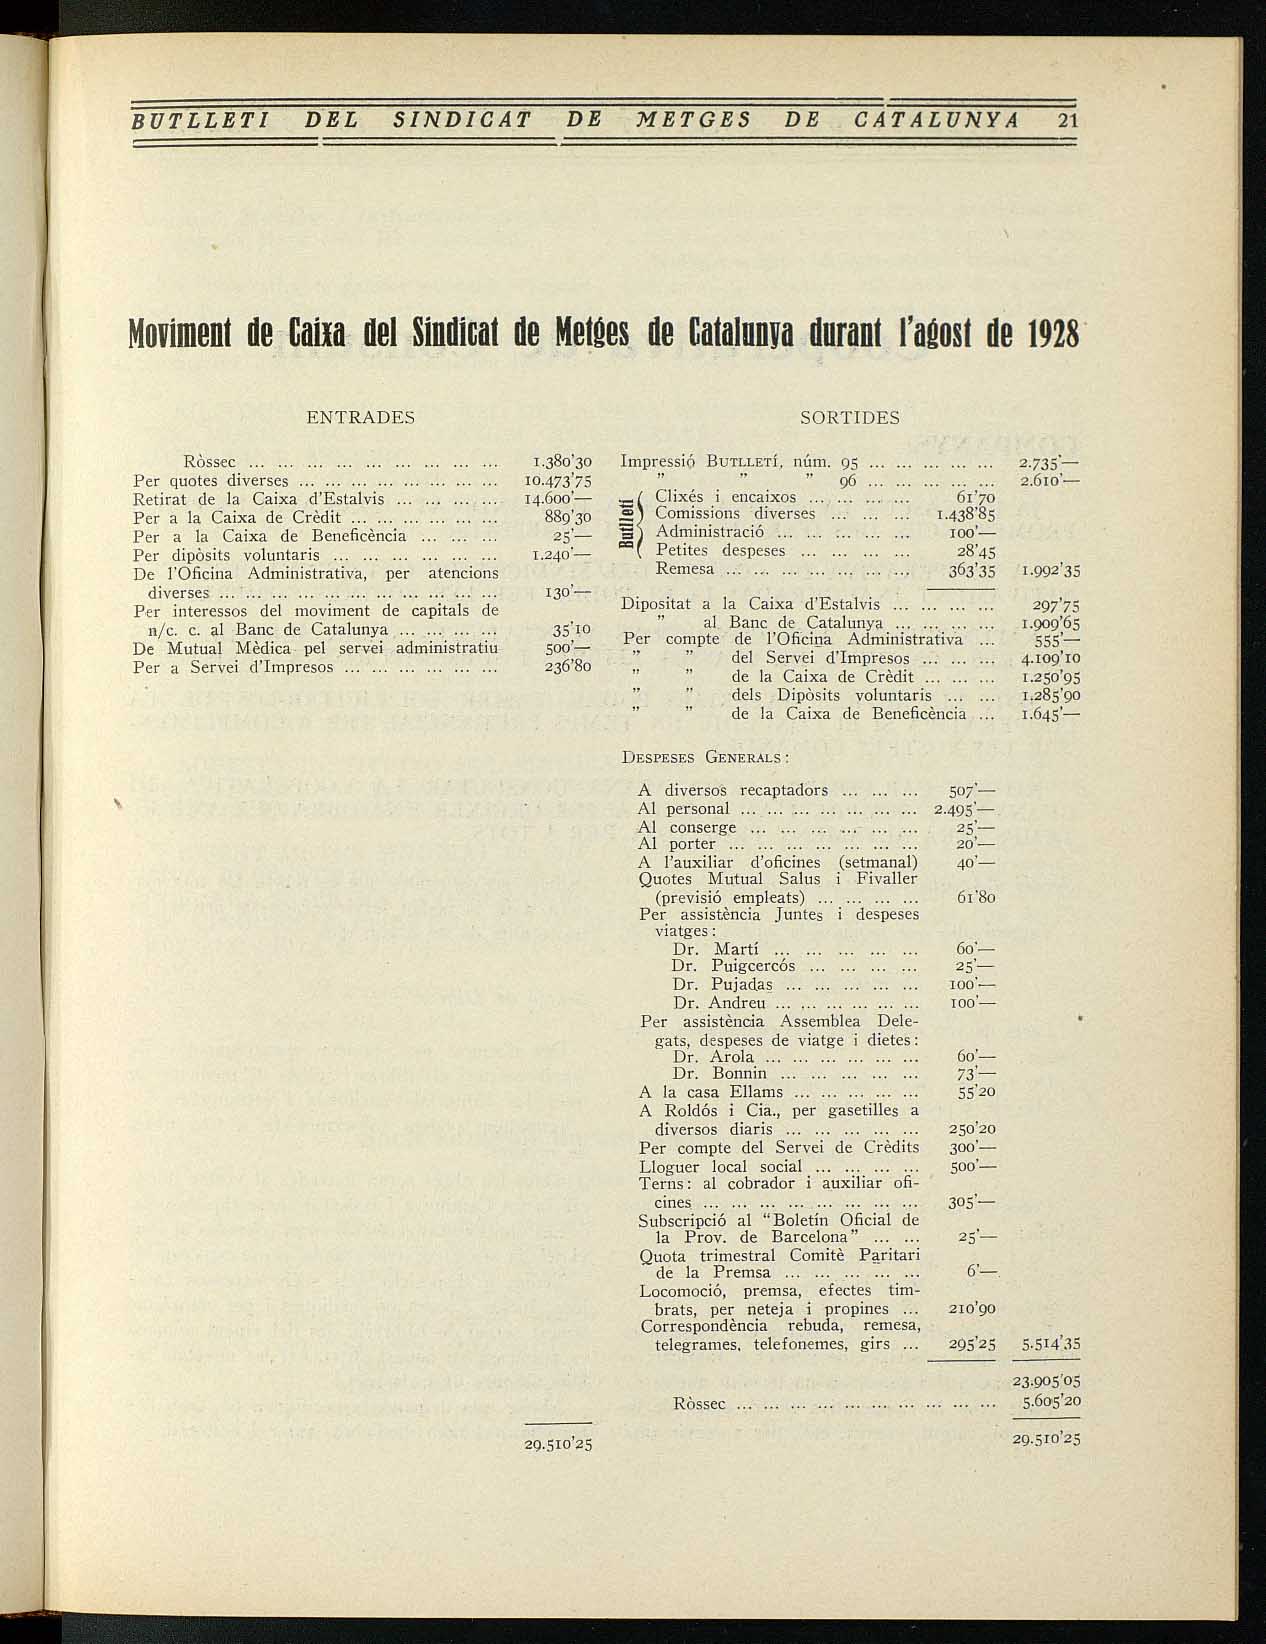 BUTLLETI DEL SINDICAT DE METGES DE CATALUNYA 21
Moviment de Caixa del Sindicat de Metges de Catalunya durant l'agost de 1928
ENTRADES
Ròssec ... ... ... ... ... ... ... ... ... 1.380'30
Per quotes diverses ... ... ... ... ... ... ... 10.473'75
Retirat de la Caixa d'Estalvis ... ... ... ... 14.600'—
Per a la Caixa de Crèdit ... ... ... ... ... ... 889'30
Per a la Caixa de Beneficència ... ... ... 25'—
Per dipòsits voluntaris ... ... ... ... ... ... 1.240'—
De l'Oficina Administrativa, per atencions
diverses ... ... ... ... ... ... ... ... ... ... 130'—
Per interessos del moviment de capitals de
n/c. c. al Banc de Catalunya ... ... ... ... 35'10
De Mutual Mèdica pel servei administratiu 500'—
Per a Servei d'Impresos ... ... ... ... ... ... 236'80
29.510'25
SORTIDES
Impressió BUTLLETÍ, núm. 95 ... ... ... ... ... 2.735'—
" " " 96 ... ... ... ... ... 2.610'—
Butlletí
Clixés i encaixos ... ... ... ... 61'70
Comissions diverses ... ... ... 1.438'85
Administració ... ... ... ... ... 100'—
Petites despeses ... ... ... ... 28'45
Remesa ... ... ... ... ... ... ... 363'35 1.992'35
Dipositat a la Caixa d'Estalvis ... ... ... ... 297'75
" al Banc de Catalunya ... ... ... ... 1.909'65
Per compte de l'Oficina Administrativa ... 555'—
" " del Servei d'Impresos ... ... ... 4.109'10
" " de la Caixa de Crèdit ... ... ... 1.250'95
" " dels Dipòsits voluntaris ... ... 1.285'90
" " de la Caixa de Beneficència ... 1.645'—
DESPESES GENERALS:
A diversos recaptadors ... ... ... 507'—
Al personal ... ... ... ... ... ... ... 2.495'—
Al conserge ... ... ... ... ... ... 25'—
Al porter ... ... ... ... ... ... ... 20'—
A l'auxiliar d'oficines (setmanal) 40'—
Quotes Mutual Salus i Fivaller
(previsió empleats) ... ... ... ... 61'80
Per assistència Juntes i despeses
viatges:
Dr. Martí ... ... ... ... ... 60'—
Dr. Puigcercós ... ... ... ... 25'—
Dr. Pujadas ... ... ... ... ... 100'—
Dr. Andreu ... ... ... ... ... ... 100'—
Per assistència Assemblea Dele-
gats, despeses de viatge i dietes:
Dr. Arola ... ... ... ... ... ... 60'—
Dr. Bonnin ... ... ... ... ... 73'—
A la casa Ellams ... ... ... ... ... 55'20
A Roldós i Cia., per gasetilles a
diversos diaris ... ... ... ... ... 250'20
Per compte del Servei de Crèdits 300'—
Lloguer local social ... ... ... ... 500'—
Terns: al cobrador i auxiliar ofi-
cines ... ... ... ... ... ... ... ... 305'—
Subscripció al "Boletín Oficial de
la Prov. de Barcelona" ... ... 25'—
Quota trimestral Comitè Paritari
de la Premsa ... ... ... ... ... 6'—
Locomoció, premsa, efectes tim-
brats, per neteja i propines ... 210'90
Correspondència rebuda, remesa,
telegrames, telefonemes, girs ... 295'25 5.514'35
23.905'05
Ròssec ... ... ... ... ... ... ... ... ... ... 5.605'20
29.510'25